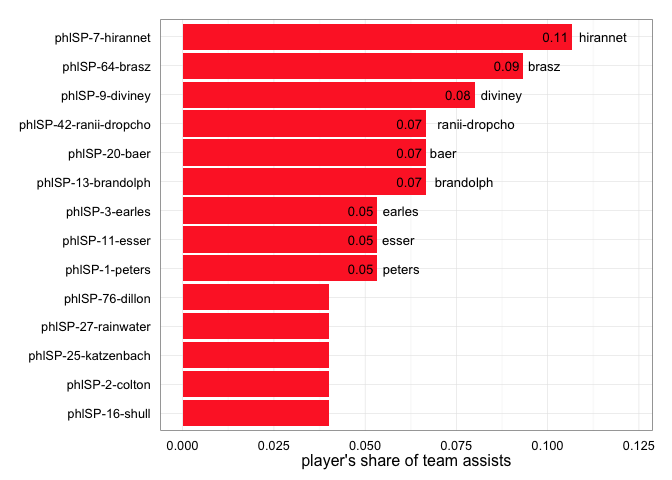 phlSP-7-hirannet 0.11 hirannet
phlSP-64-brasz 0.09 brasz
phlSP-9-diviney 0.08 diviney
phlSP-42-ranii-dropcho 0.07 ranii-dropcho
phlSP-20-baer 0.07 baer
phlSP-13-brandolph 0.07 brandolph
phlSP-3-earles 0.05 earles
phlSP-11-esser 0.05 esser
phlSP-1-peters 0.05 peters
phlSP-76-dillon
phlSP-27-rainwater
phlSP-25-katzenbach
phlSP-2-colton
phlSP-16-shull
0.000 0.025 0.050 0.075 0.100 0.125
player's share of team assists